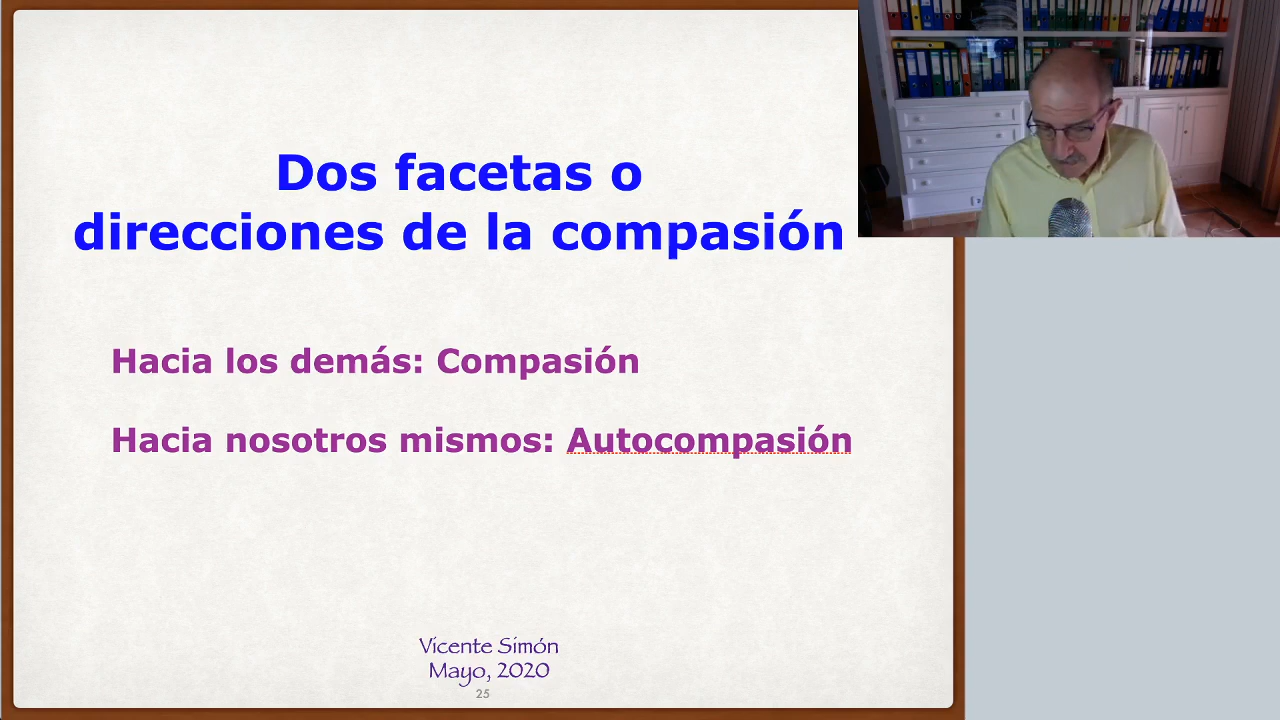 Dos facetas o
direcciones de la compasión
Hacia los demás: Compasión
Hacia nosotros mismos: Autocompasión
Vicente Simón
Mayo, 2020
25